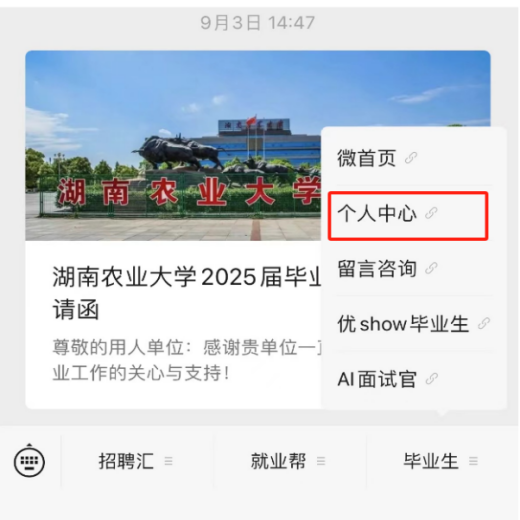 9月3日 14:47
湖南农业大学
微首页
个人中心
留言咨询
优show毕业生
AI面试官
湖南农业大学2025届毕业
请函
尊敬的用人单位：感谢贵单位一
业工作的关心与支持！
招聘汇
就业帮
毕业生